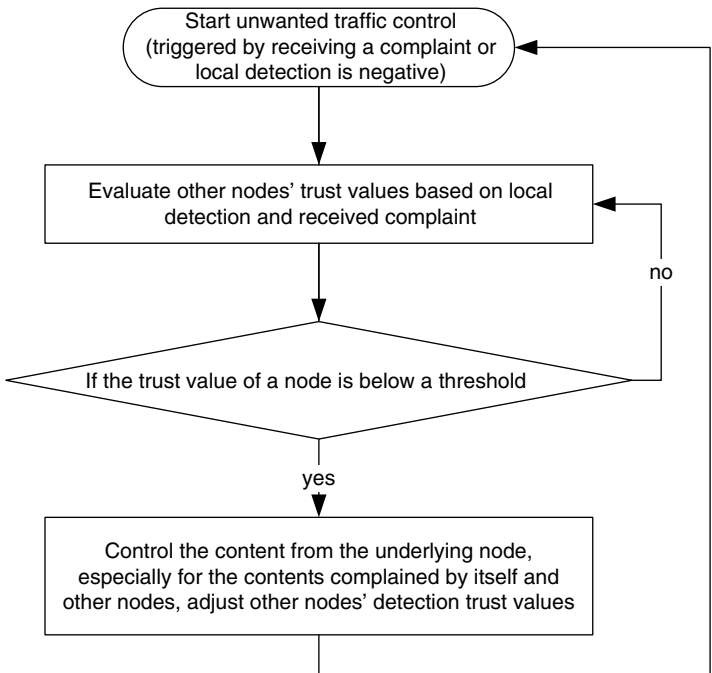 Start unwanted traffic control
(triggered by receiving a complaint or
local detection is negative)
Evaluate other nodes' trust values based on local
detection and received complaint
no
If the trust value of a node is below a threshold
yes
Control the content from the underlying node,
especially for the contents complained by itself and
other nodes, adjust other nodes' detection trust values